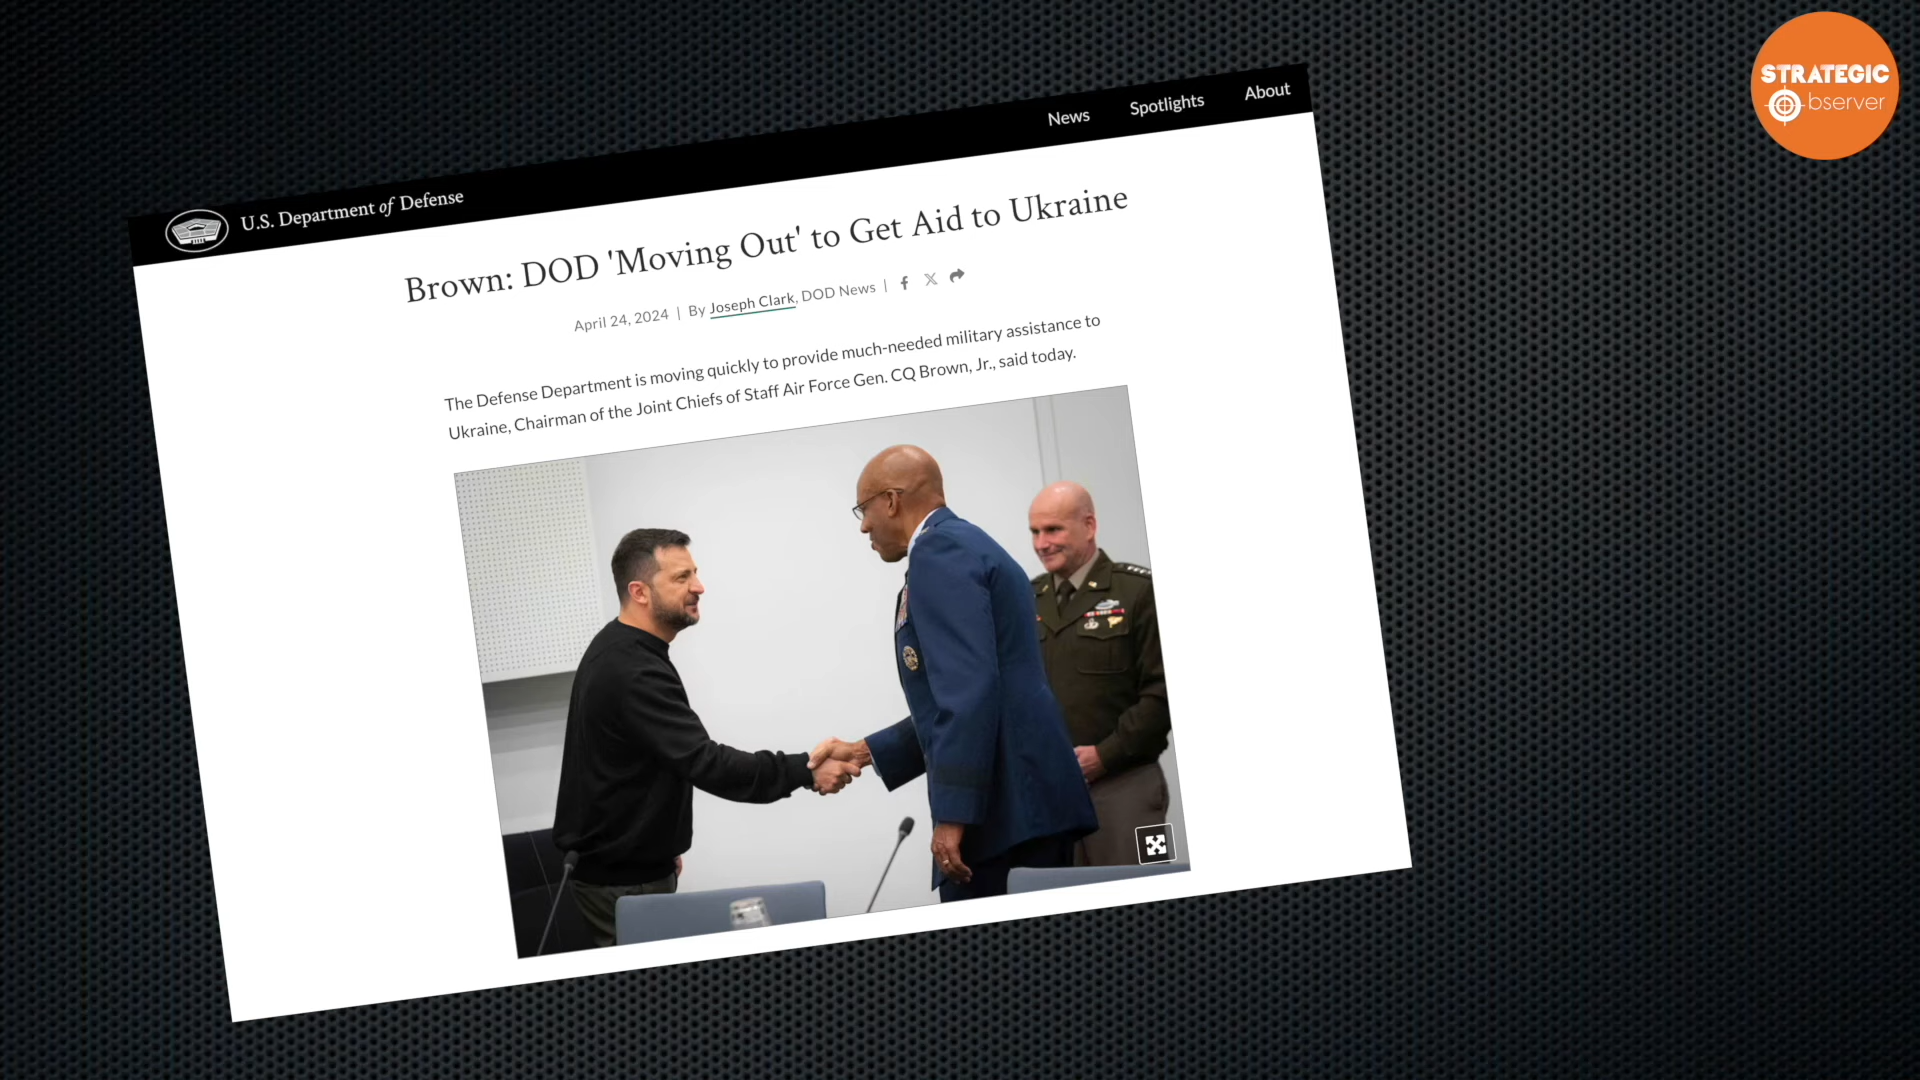 STRATEGIC
bserver
News Spotlights About
U.S. Department of Defense
Brown: DOD 'Moving Out' to Get Aid to Ukraine
April 24, 2024 | By Joseph Clark, DOD News |
The Defense Department is moving quickly to provide much-needed military assistance to
Ukraine, Chairman of the Joint Chiefs of Staff Air Force Gen. CQ Brown, Jr., said today.